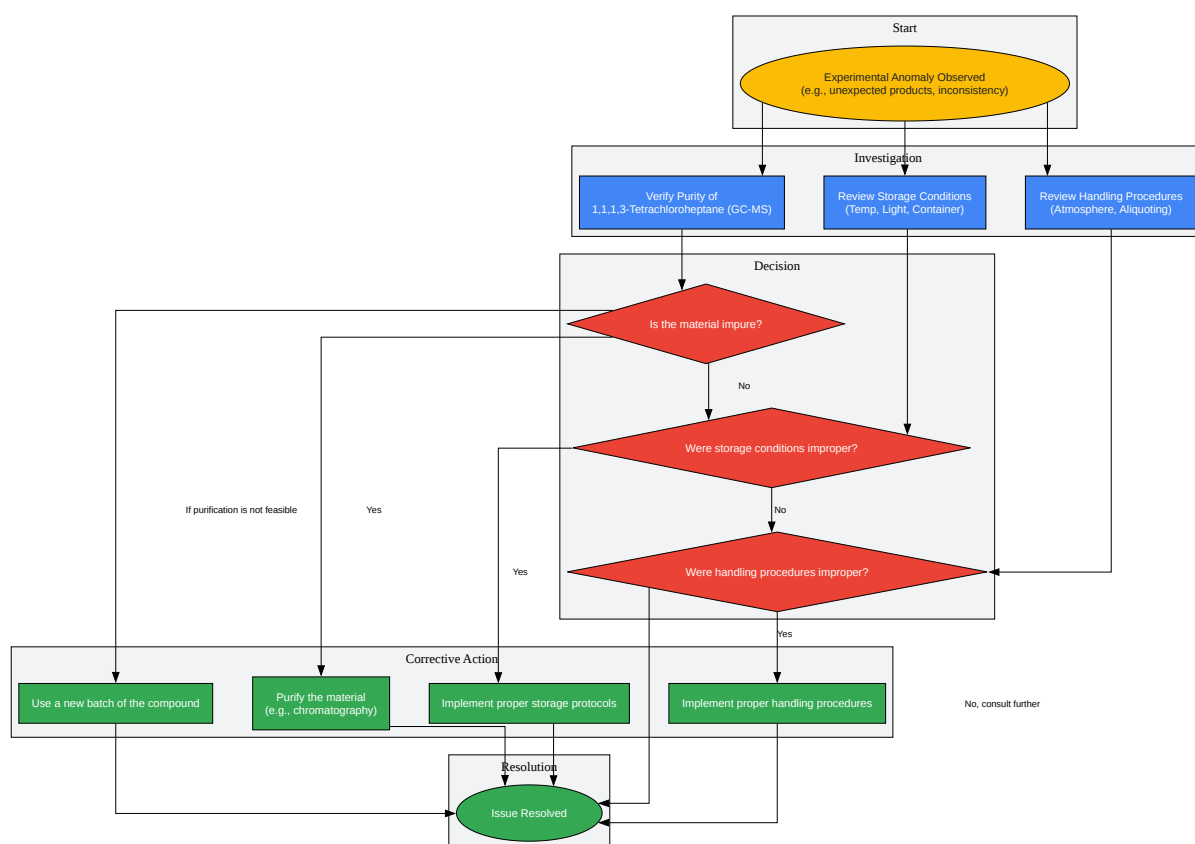 Start
Experimental Anomaly Observed
(e.g., unexpected products, inconsistency)
Investigation
Verify Purity of
1,1,1,3-Tetrachloroheptane (GC-MS)
Review Storage Conditions
(Temp, Light, Container)
Review Handling Procedures
(Atmosphere, Aliquoting)
Decision
Is the material impure?
No
Were storage conditions improper?
If purification is not feasible
Yes
No
Yes
Were handling procedures improper?
Yes
Corrective Action
Use a new batch of the compound
Purify the material
(e.g., chromatography)
Implement proper storage protocols
Implement proper handling procedures
No, consult further
Resolution
Issue Resolved